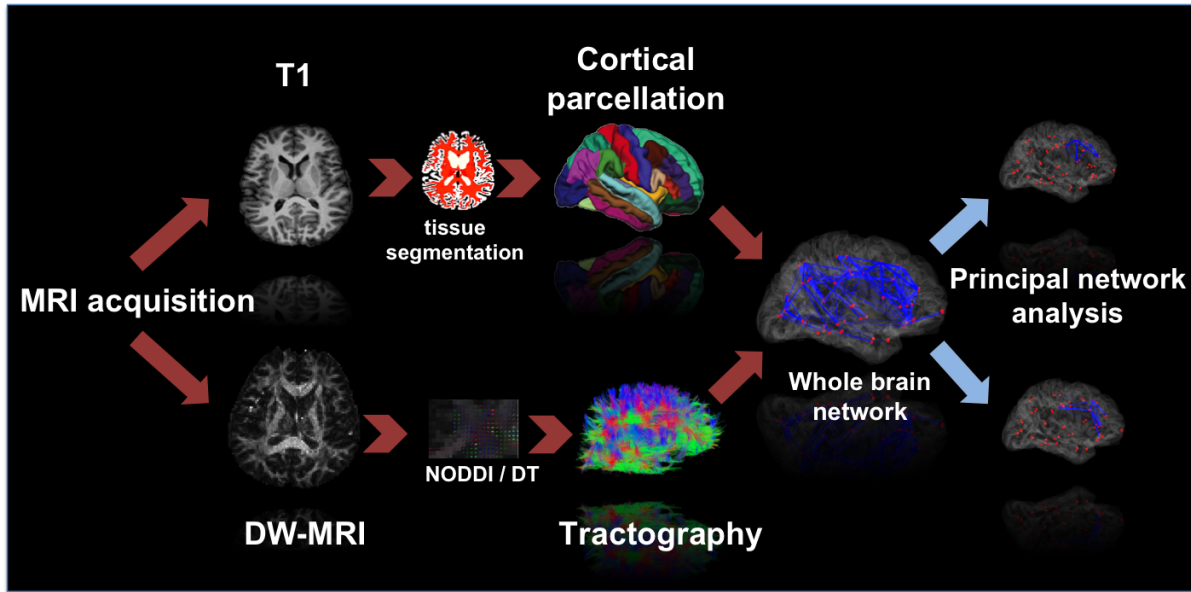 T1
Cortical
parcellation
tissue
segmentation
MRI acquisition
Principal network
analysis
Whole brain
network
NODDI / DT
DW-MRI
Tractography